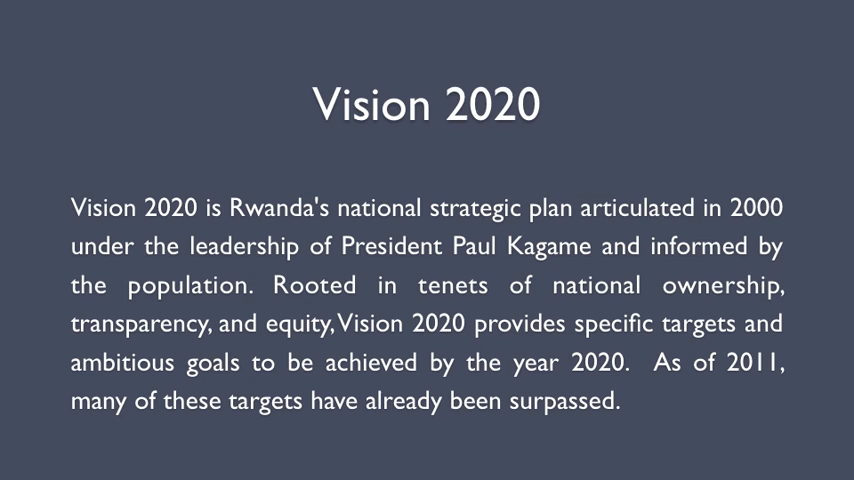 Vision 2020
Vision 2020 is Rwanda's national strategic plan articulated in 2000
under the leadership of President Paul Kagame and informed by
the population. Rooted in tenets of national ownership,
transparency, and equity, Vision 2020 provides specific targets and
ambitious goals to be achieved by the year 2020. As of 2011,
many of these targets have already been surpassed.